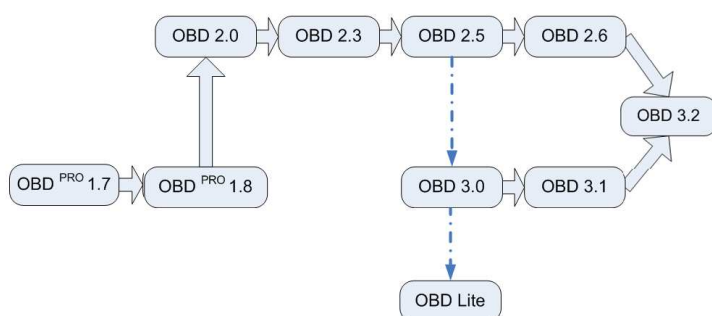 OBD 2.0
OBD 2.3
OBD 2.5
OBD 2.6
OBD 3.2
OBD PRO 1.7
OBD PRO 1.8
OBD 3.0
OBD 3.1
OBD Lite